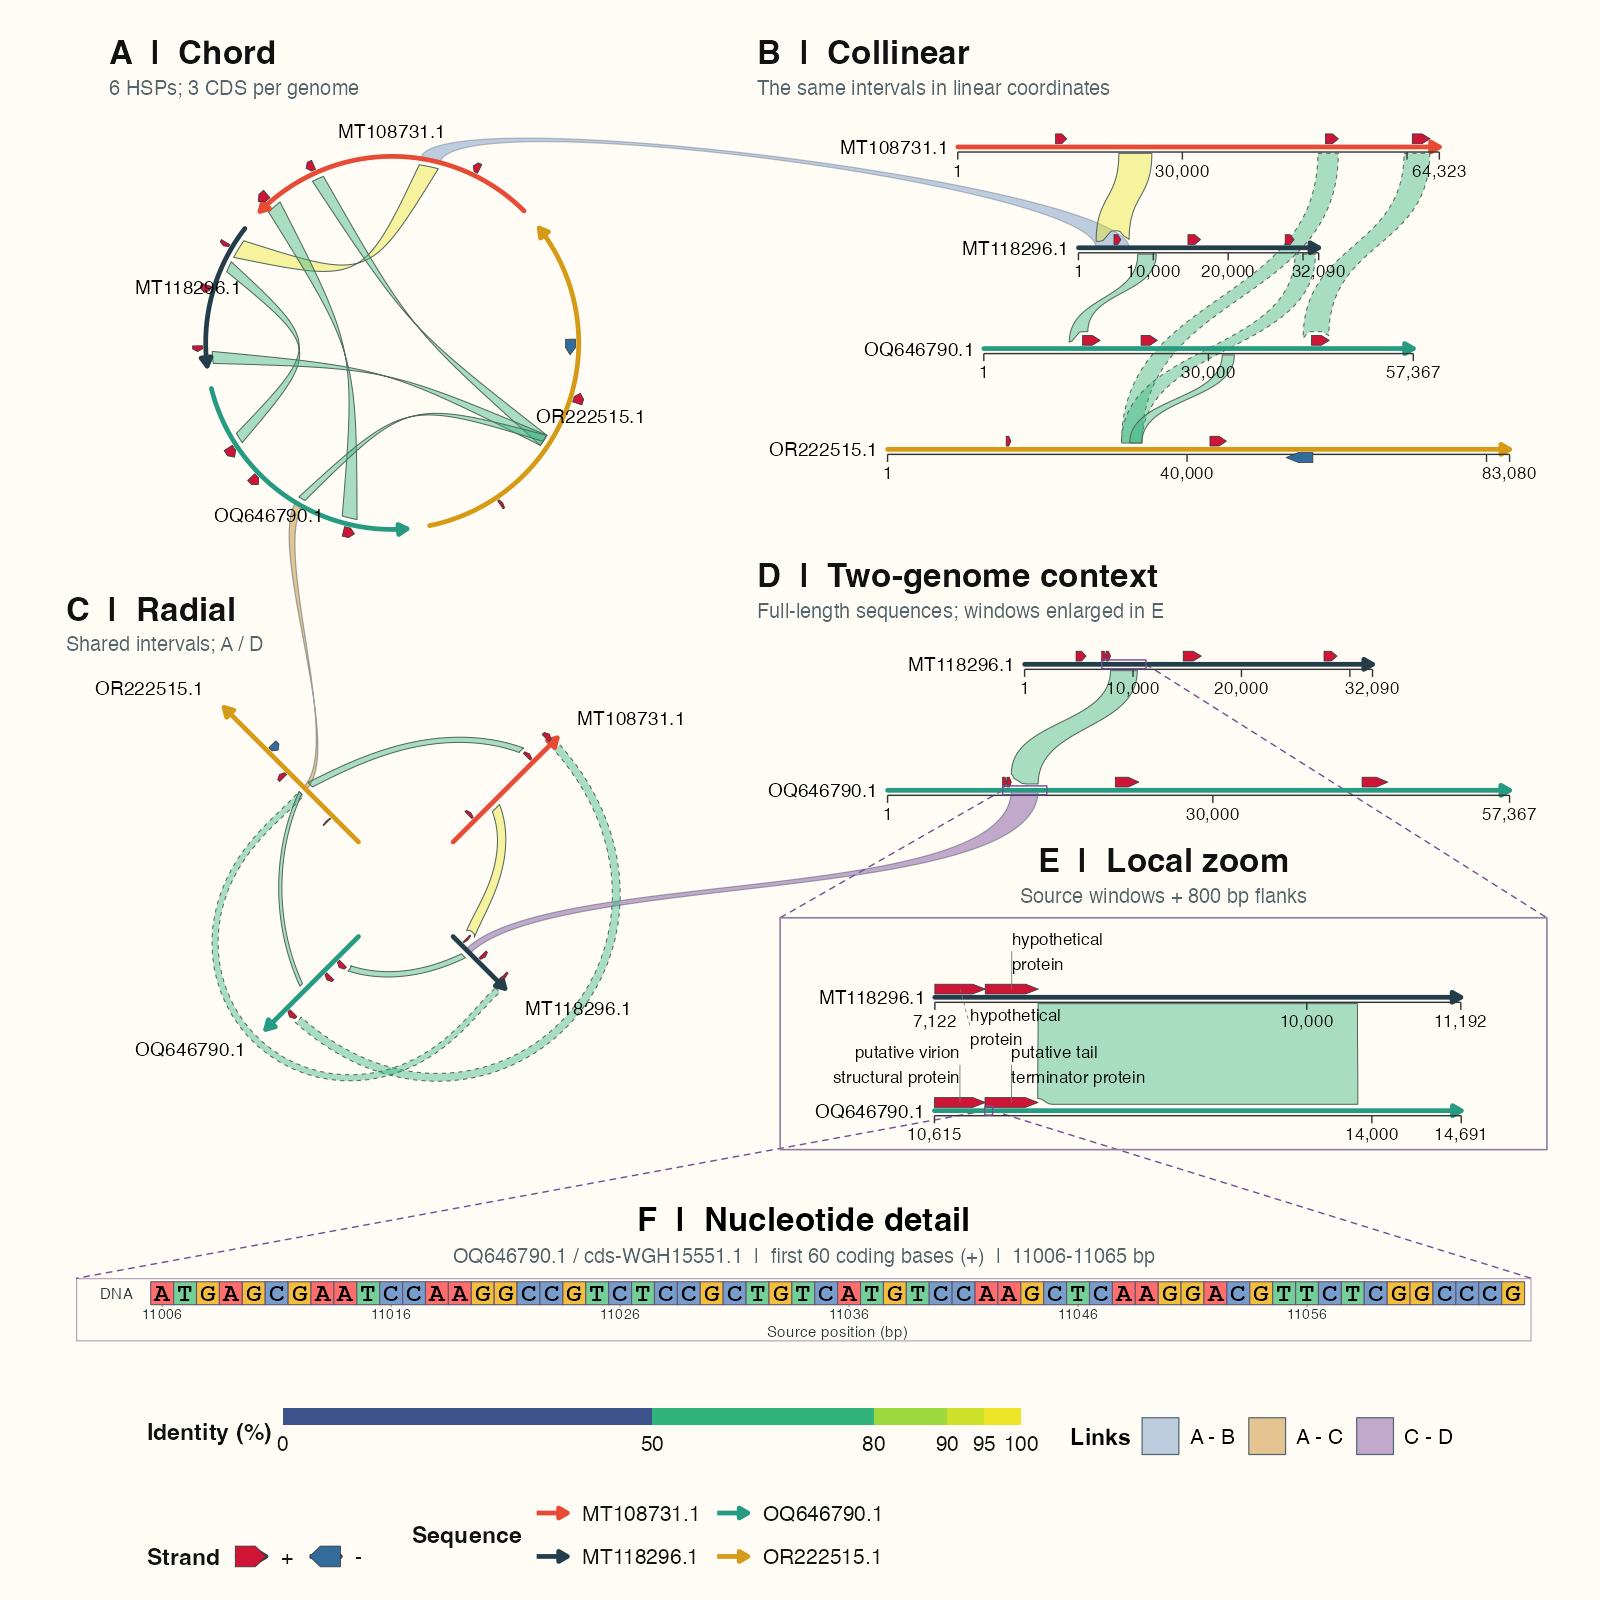 A | Chord
6 HSPs; 3 CDS per genome
MT108731.1
MT118296.1
OR222515.1
OQ646790.1
B | Collinear
The same intervals in linear coordinates
MT108731.1
1 30,000 64,323
MT118296.1
1 10,000 20,000 32,090
OQ646790.1
1 30,000 57,367
OR222515.1
1 40,000 83,080
C | Radial
Shared intervals; A / D
OR222515.1
MT108731.1
MT118296.1
OQ646790.1
D | Two-genome context
Full-length sequences; windows enlarged in E
MT118296.1
1 10,000 20,000 32,090
OQ646790.1
1 30,000 57,367
E | Local zoom
Source windows + 800 bp flanks
hypothetical
protein
MT118296.1
7,122 10,000 11,192
hypothetical
protein
putative virion
structural protein
putative tail
terminator protein
OQ646790.1
10,615 14,000 14,691
F | Nucleotide detail
OQ646790.1 / cds-WGH15551.1 | first 60 coding bases (+) | 11006-11065 bp
DNA A T G A G C G A A T C C A A G G C C G T C T C C G C T G T C A T G T C C A A G C T C A A G G A C G T T C T C G G C C C G
11006 11016 11026 11036 11046 11056
Source position (bp)
Identity (%)
0 50 80 90 95 100
Links A - B A - C C - D
Strand + -
Sequence
MT108731.1 OQ646790.1
MT118296.1 OR222515.1